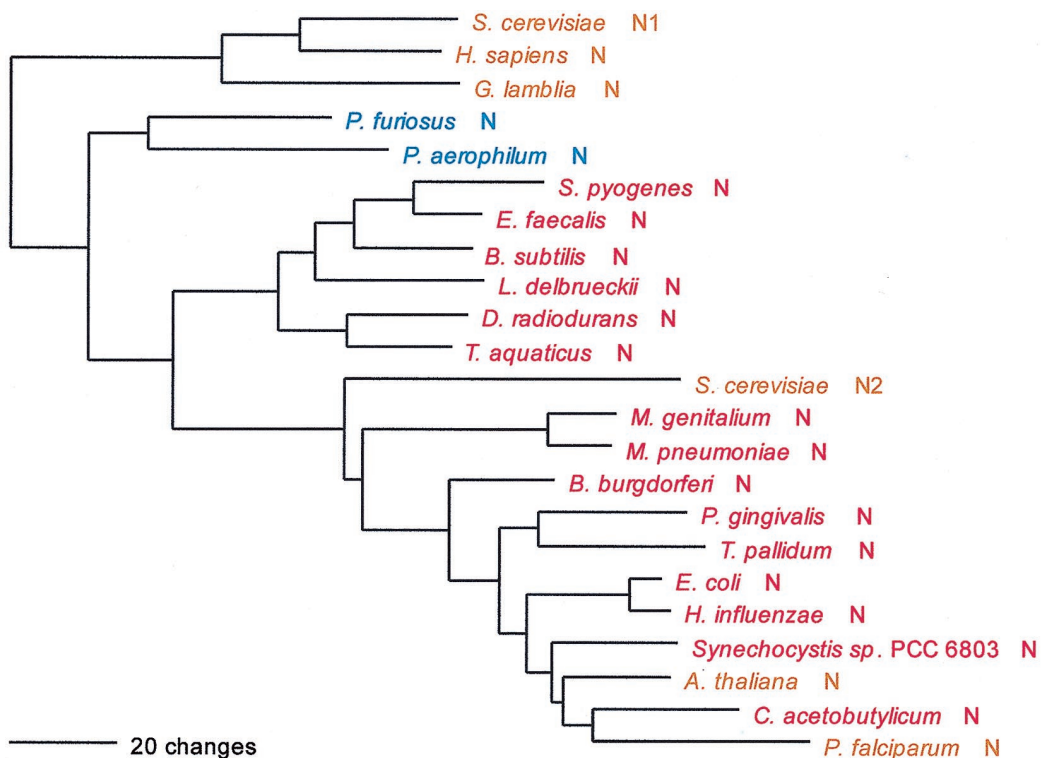 S. cerevisiae N1
H. sapiens N
G. lamblia N
P. furiosus N
P. aerophilum N
S. pyogenes N
E. faecalis N
B. subtilis N
L. delbrueckii N
D. radiodurans N
T. aquaticus N
S. cerevisiae N2
M. genitalium N
M. pneumoniae N
B. burgdorferi N
P. gingivalis N
T. pallidum N
E. coli N
H. influenzae N
Synechocystis sp. PCC 6803 N
A. thaliana N
C. acetobutylicum N
P. falciparum N
20 changes